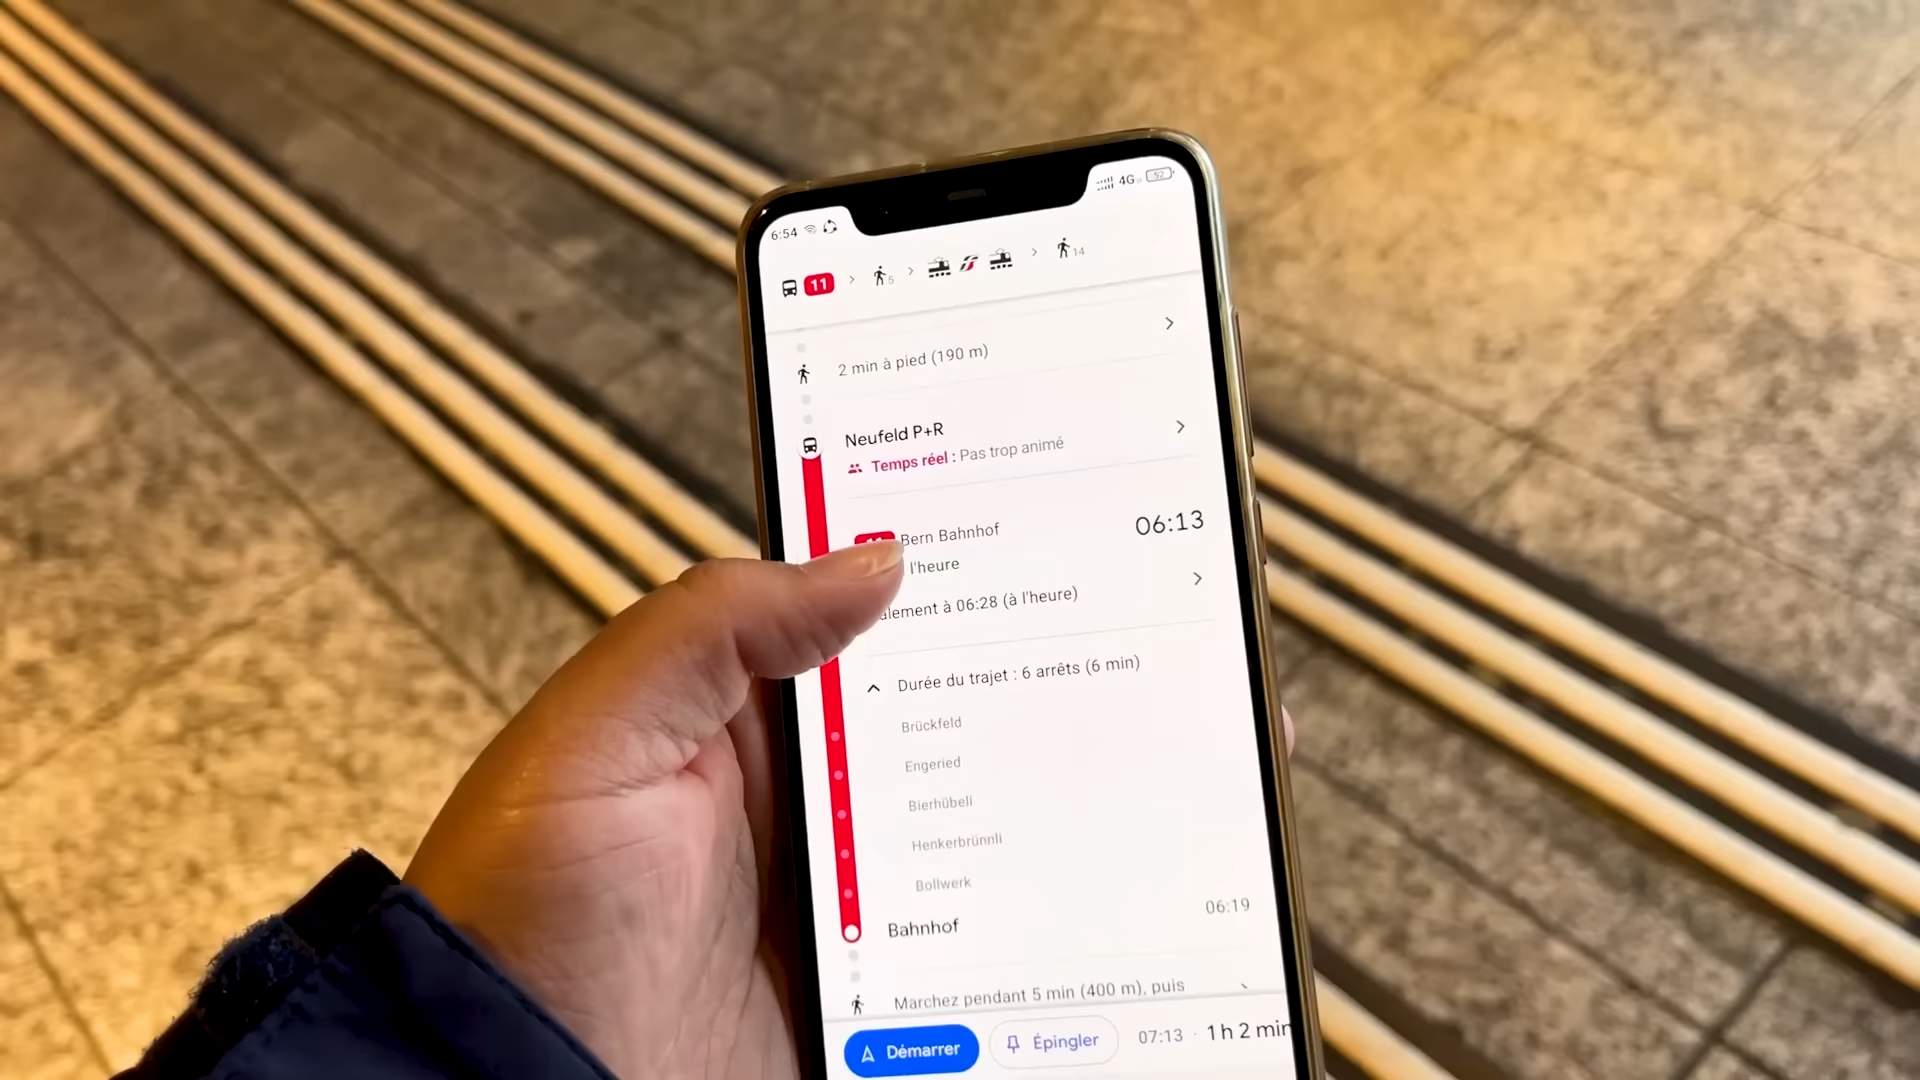 6:54 4G 52
11 5 14
2 min à pied (190 m)
Neufeld P+R
Temps réel : Pas trop animé
Bern Bahnhof 06:13
l'heure
à 06:28 (à l'heure)
Durée du trajet : 6 arrêts (6 min)
Brückfeld
Engeried
Bierhübeli
Henkerbrünnli
Bollwerk
Bahnhof 06:19
Marchez pendant 5 min (400 m), puis
Démarrer Épingler 07:13 · 1 h 2 min